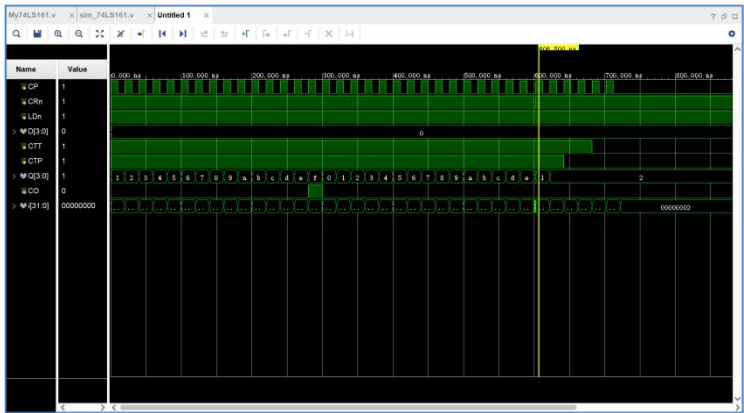 My74LS161.v × sim_74LS161.v × Untitled 1 ×
Name Value
606.500 ns
0.000 ns 100.000 ns 200.000 ns 300.000 ns 400.000 ns 500.000 ns 600.000 ns 700.000 ns 800.000 ns
CP 1
CRn 1
LDn 1
D[3:0] 0 0
CTT 1
CTP 1
Q[3:0] 1 1 2 3 4 5 6 7 8 9 a b c d e f 0 1 2 3 4 5 6 7 8 9 a b c d e 1 2
CO 0
i[31:0] 00000000 00000002